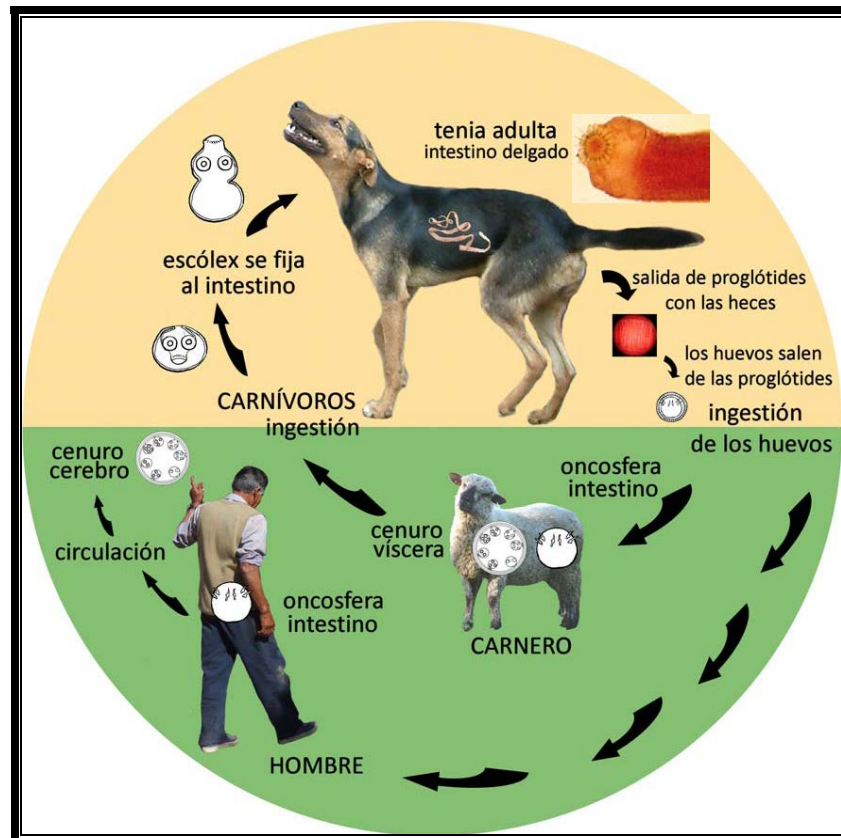 tenia adulta
intestino delgado
escólex se fija
al intestino
salida de proglótides
con las heces
los huevos salen
de las proglótides
CARNÍVOROS
ingestión
ingestión
de los huevos
cenuro
cerebro
oncosfera
intestino
cenuro
víscera
circulación
oncosfera
intestino
CARNERO
HOMBRE